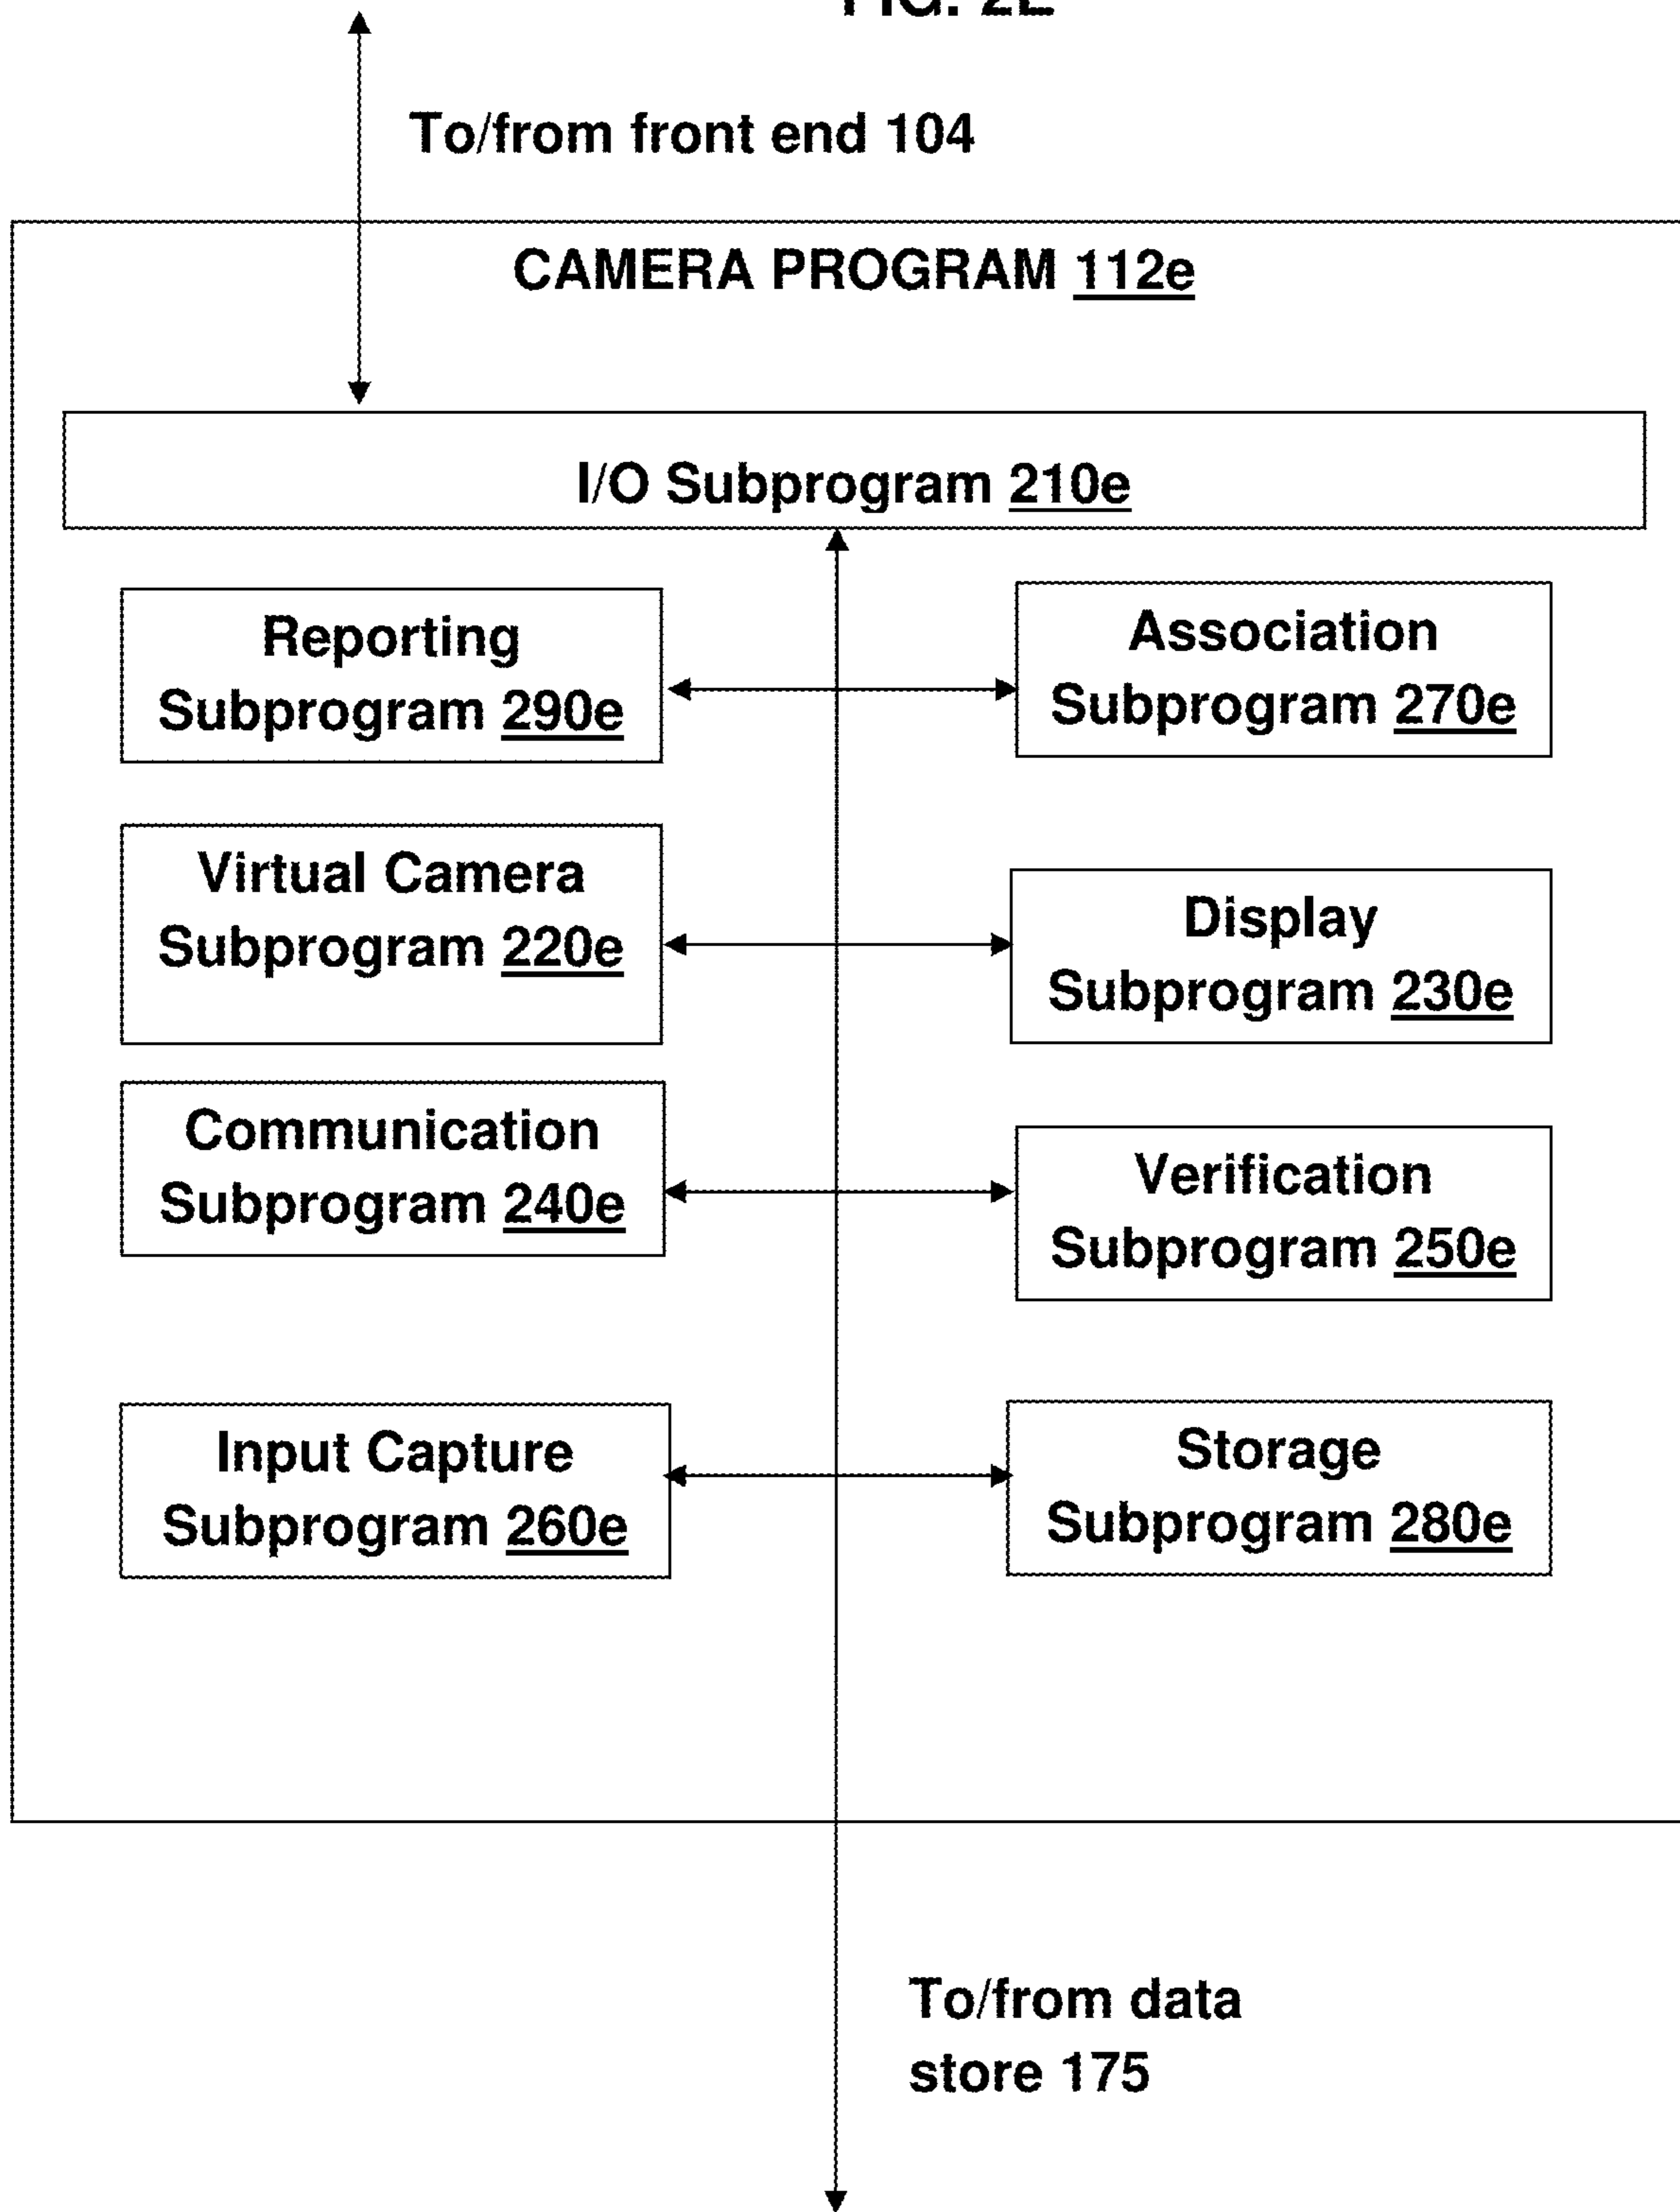 FIG. 2E
To/from front end 104
CAMERA PROGRAM 112e
I/O Subprogram 210e
Reporting
Subprogram 290e
Association
Subprogram 270e
Virtual Camera
Subprogram 220e
Display
Subprogram 230e
Communication
Subprogram 240e
Verification
Subprogram 250e
Input Capture
Subprogram 260e
Storage
Subprogram 280e
To/from data
store 175